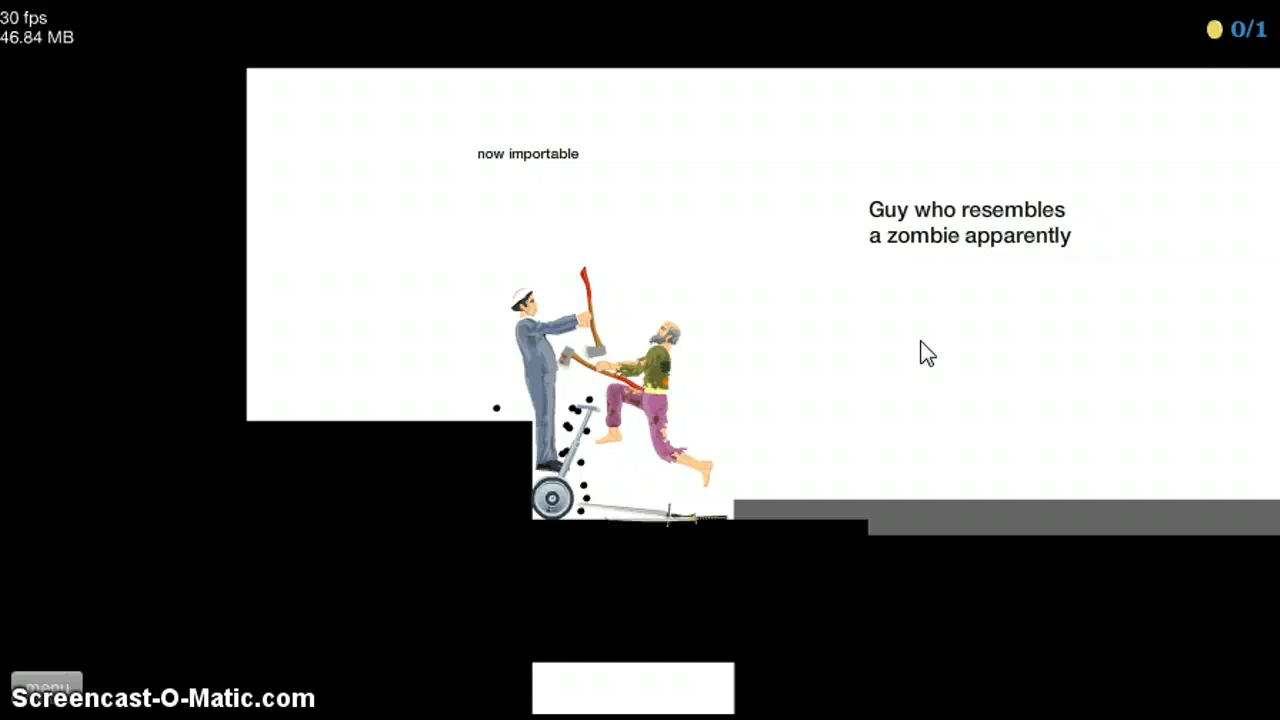 30 fps
46.84 MB
0/1
now importable
Guy who resembles
a zombie apparently
menu
Screencast-O-Matic.com